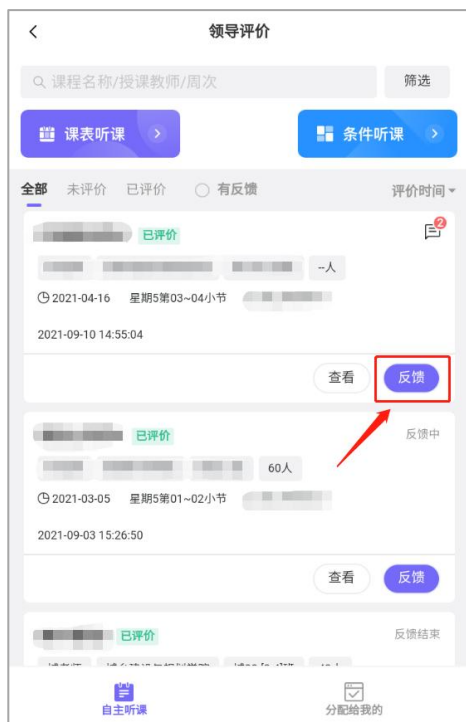 领导评价
课程名称/授课教师/周次
筛选
课表听课
条件听课
全部 未评价 已评价 有反馈 评价时间
已评价
2
--人
2021-04-16 星期5第03~04小节
2021-09-10 14:55:04
查看 反馈
已评价 反馈中
60人
2021-03-05 星期5第01~02小节
2021-09-03 15:26:50
查看 反馈
已评价 反馈结束
自主听课 分配给我的